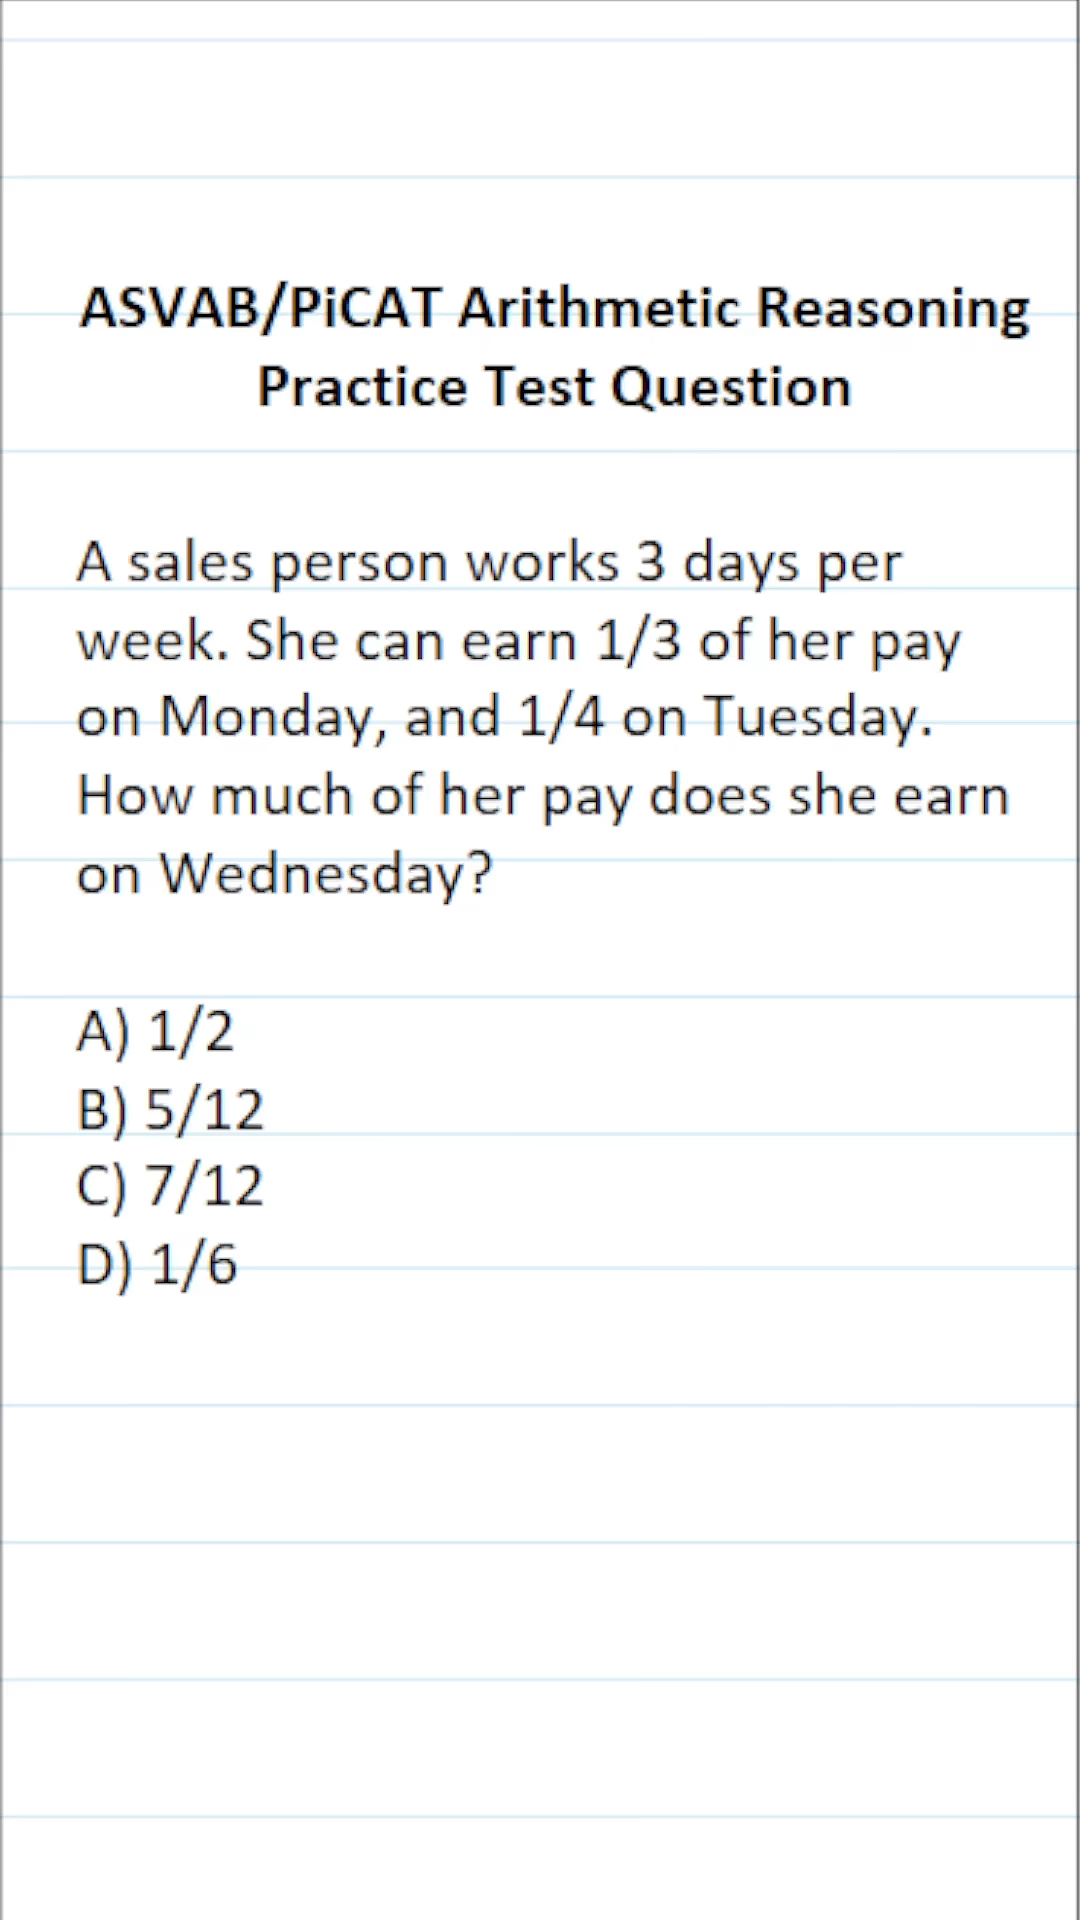 ASVAB/PiCAT Arithmetic Reasoning
Practice Test Question
A sales person works 3 days per
week. She can earn 1/3 of her pay
on Monday, and 1/4 on Tuesday.
How much of her pay does she earn
on Wednesday?
A) 1/2
B) 5/12
C) 7/12
D) 1/6